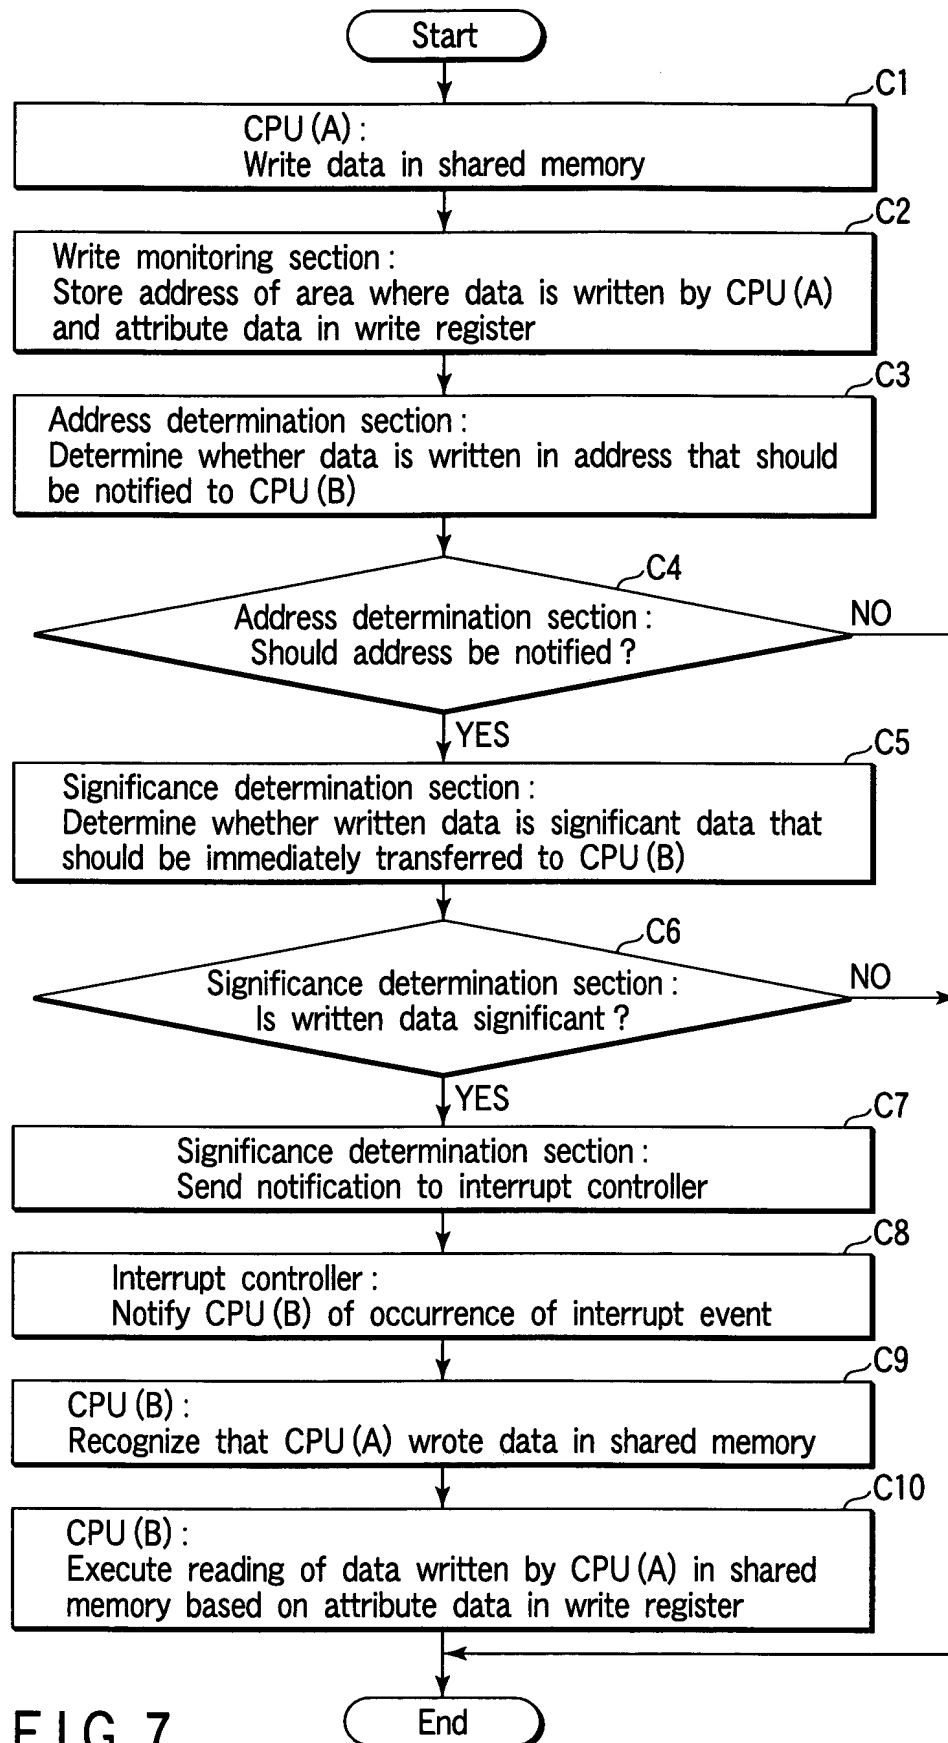 Start
C1
CPU (A) :
Write data in shared memory
C2
Write monitoring section :
Store address of area where data is written by CPU (A)
and attribute data in write register
C3
Address determination section :
Determine whether data is written in address that should
be notified to CPU (B)
C4
Address determination section :
Should address be notified ?
NO
YES
C5
Significance determination section :
Determine whether written data is significant data that
should be immediately transferred to CPU (B)
C6
Significance determination section :
Is written data significant ?
NO
YES
C7
Significance determination section :
Send notification to interrupt controller
C8
Interrupt controller :
Notify CPU (B) of occurrence of interrupt event
C9
CPU (B) :
Recognize that CPU (A) wrote data in shared memory
C10
CPU (B) :
Execute reading of data written by CPU (A) in shared
memory based on attribute data in write register
End
FIG. 7